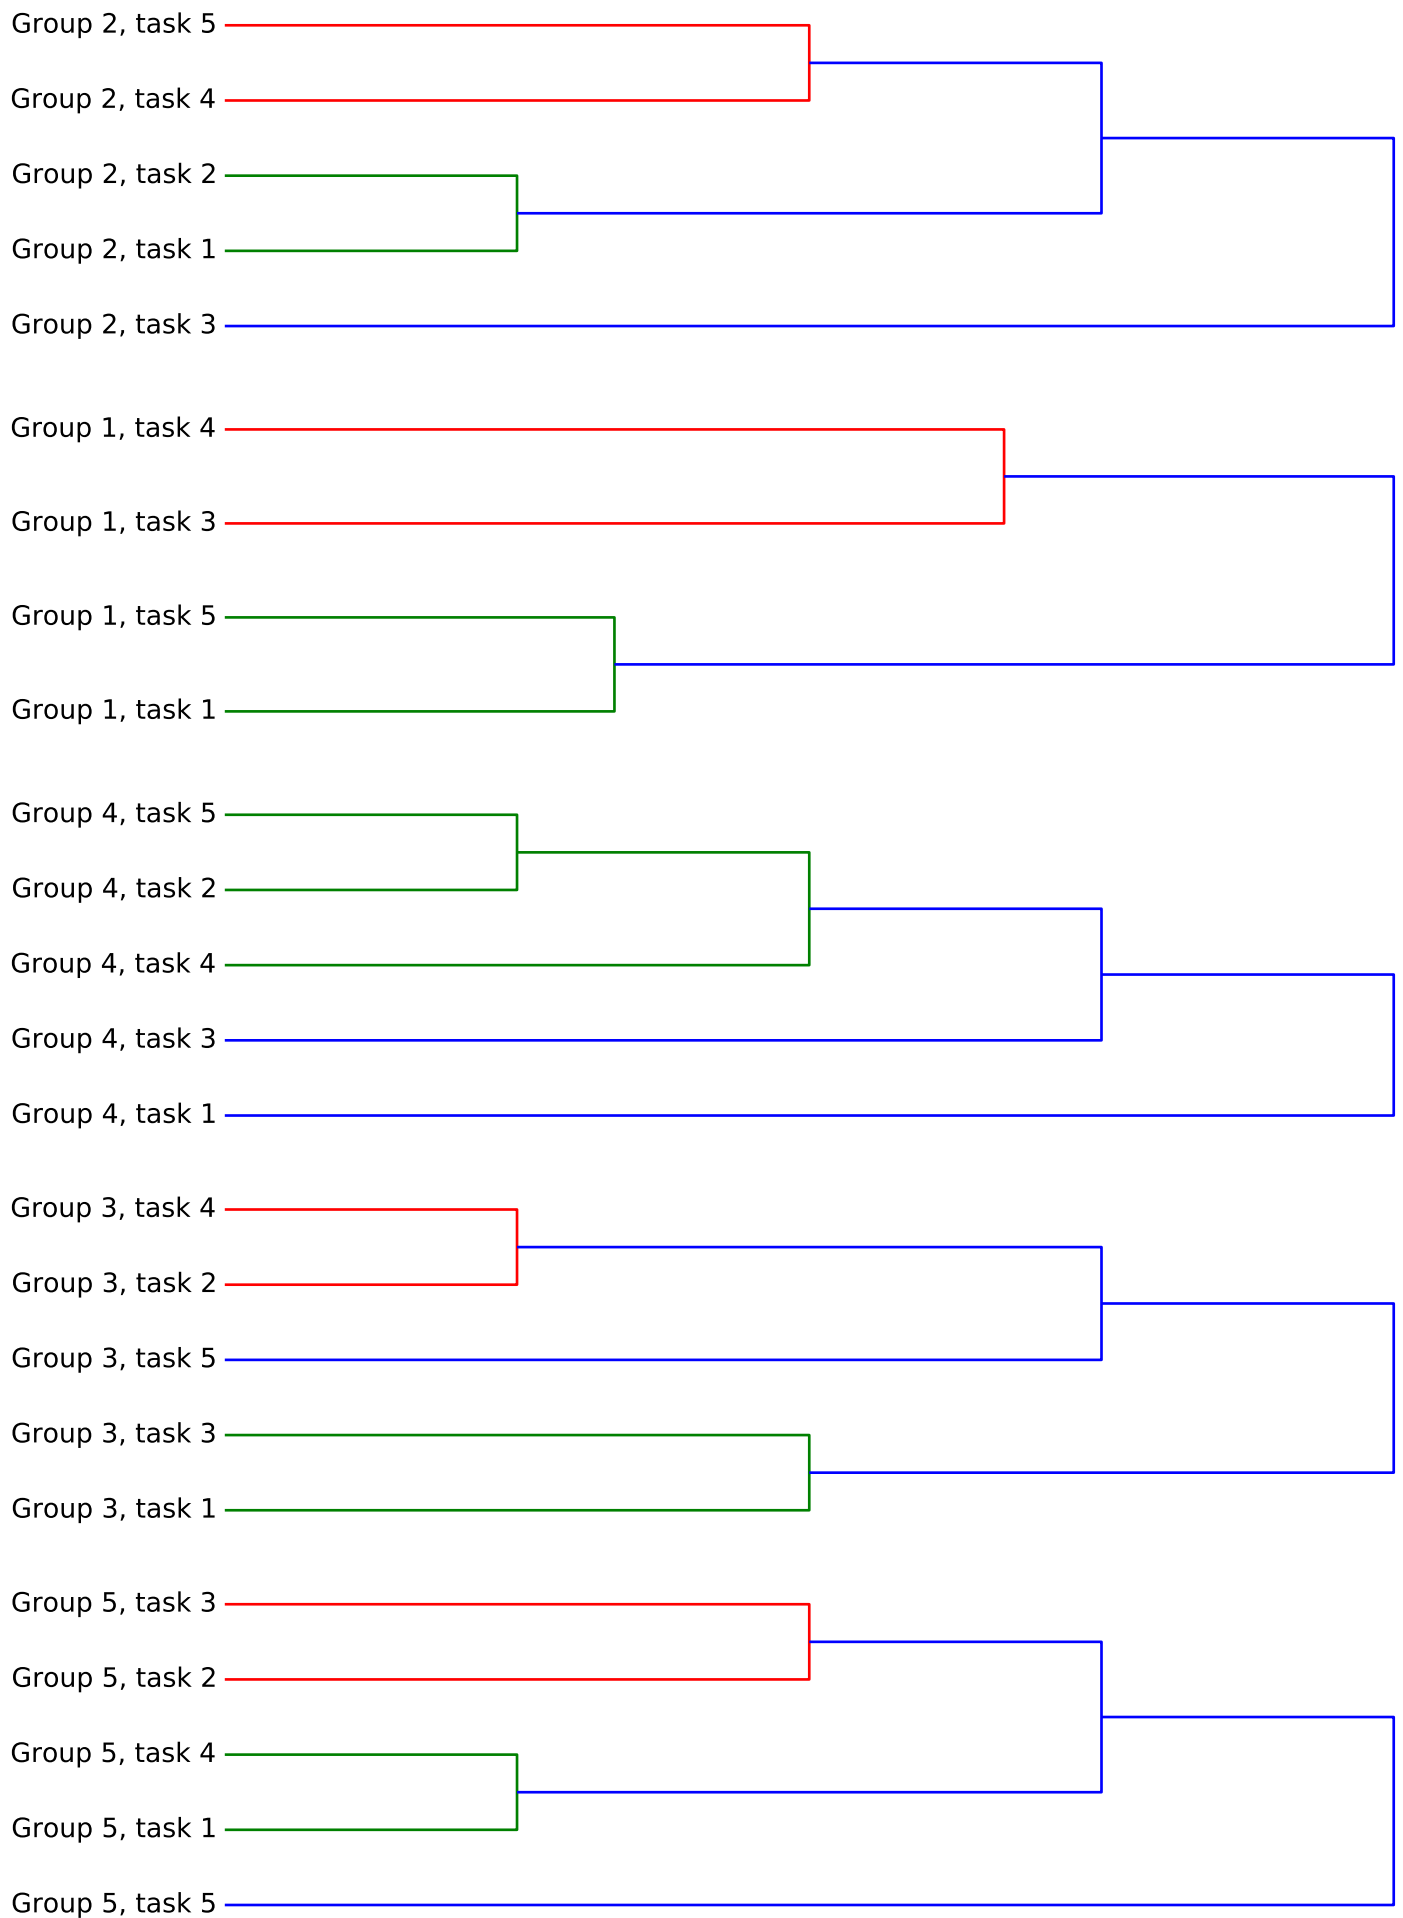 Group 2, task 5
Group 2, task 4
Group 2, task 2
Group 2, task 1
Group 2, task 3
Group 1, task 4
Group 1, task 3
Group 1, task 5
Group 1, task 1
Group 4, task 5
Group 4, task 2
Group 4, task 4
Group 4, task 3
Group 4, task 1
Group 3, task 4
Group 3, task 2
Group 3, task 5
Group 3, task 3
Group 3, task 1
Group 5, task 3
Group 5, task 2
Group 5, task 4
Group 5, task 1
Group 5, task 5